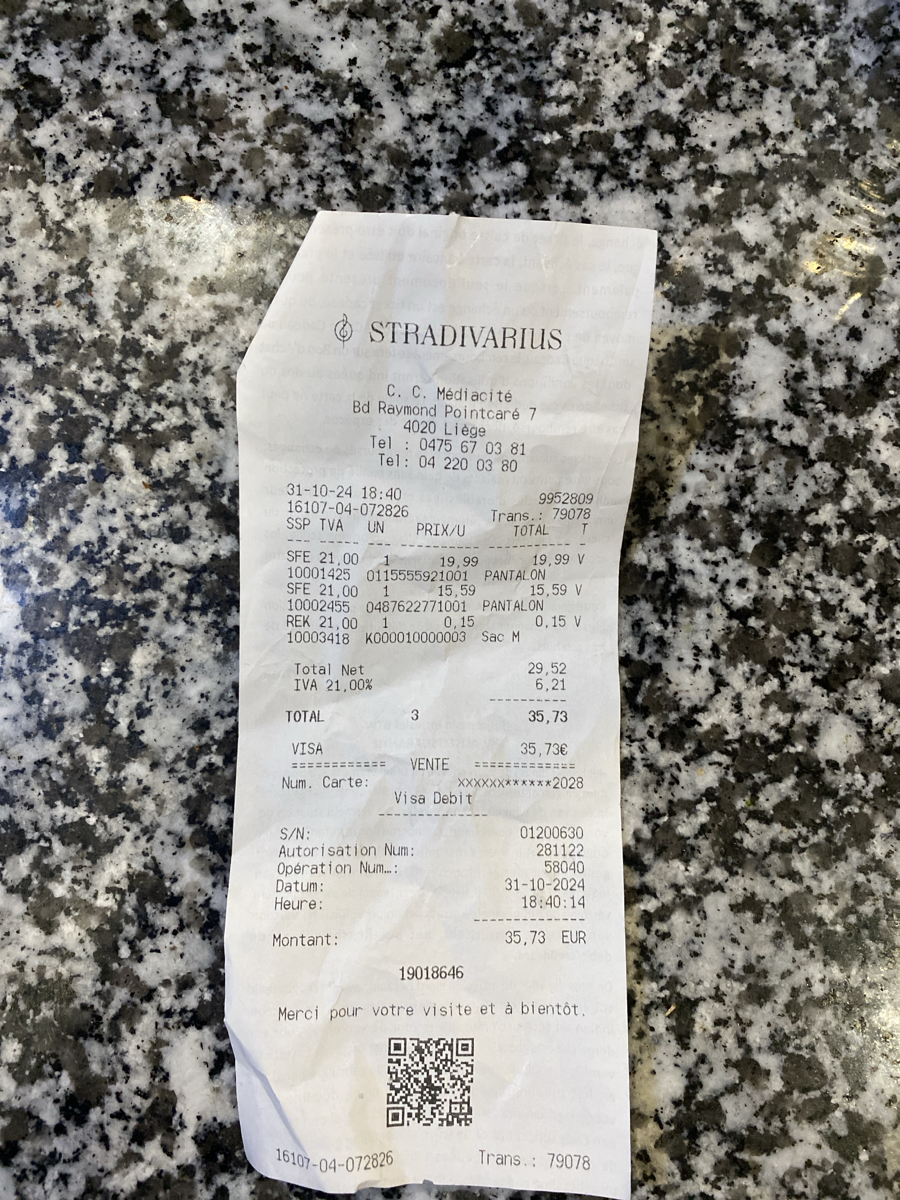 STRADIVARIUS
C. C. Médiacité
Bd Raymond Pointcaré 7
4020 Liège
Tel : 0475 67 03 81
Tel: 04 220 03 80
31-10-24 18:40 9952809
16107-04-072826 Trans.: 79078
SSP TVA UN PRIX/U TOTAL T
SFE 21,00 1 19,99 19,99 V
10001425 0115555921001 PANTALON
SFE 21,00 1 15,59 15,59 V
10002455 0487622771001 PANTALON
REK 21,00 1 0,15 0,15 V
10003418 K000010000003 Sac M
Total Net 29,52
IVA 21,00% 6,21
TOTAL 3 35,73
VISA 35,73€
============ VENTE =============
Num. Carte: XXXXXX******2028
Visa Debit
S/N: 01200630
Autorisation Num: 281122
Opération Num…: 58040
Datum: 31-10-2024
Heure: 18:40:14
Montant: 35,73 EUR
19018646
Merci pour votre visite et à bientôt.
16107-04-072826 Trans.: 79078